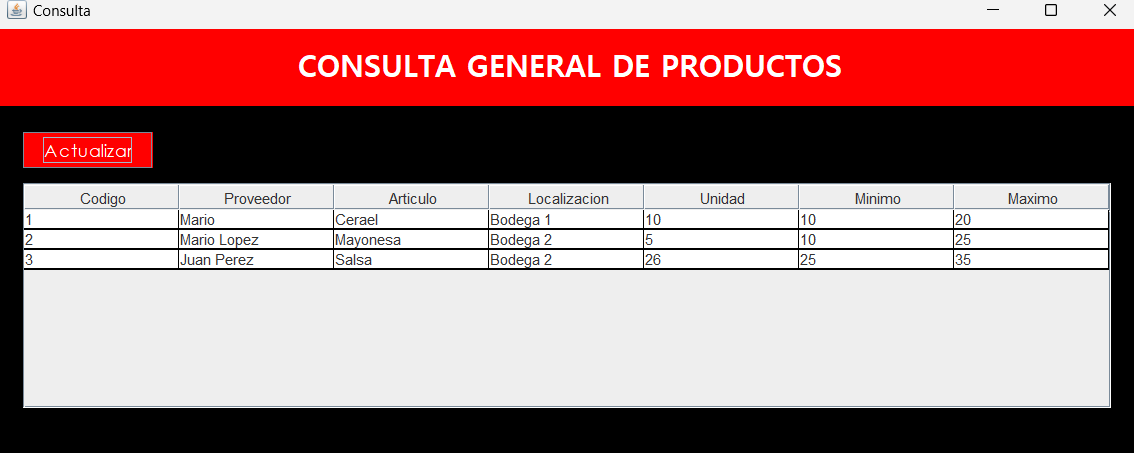 Consulta
CONSULTA GENERAL DE PRODUCTOS
Actualizar
Codigo Proveedor Articulo Localizacion Unidad Minimo Maximo
1 Mario Cerael Bodega 1 10 10 20
2 Mario Lopez Mayonesa Bodega 2 5 10 25
3 Juan Perez Salsa Bodega 2 26 25 35